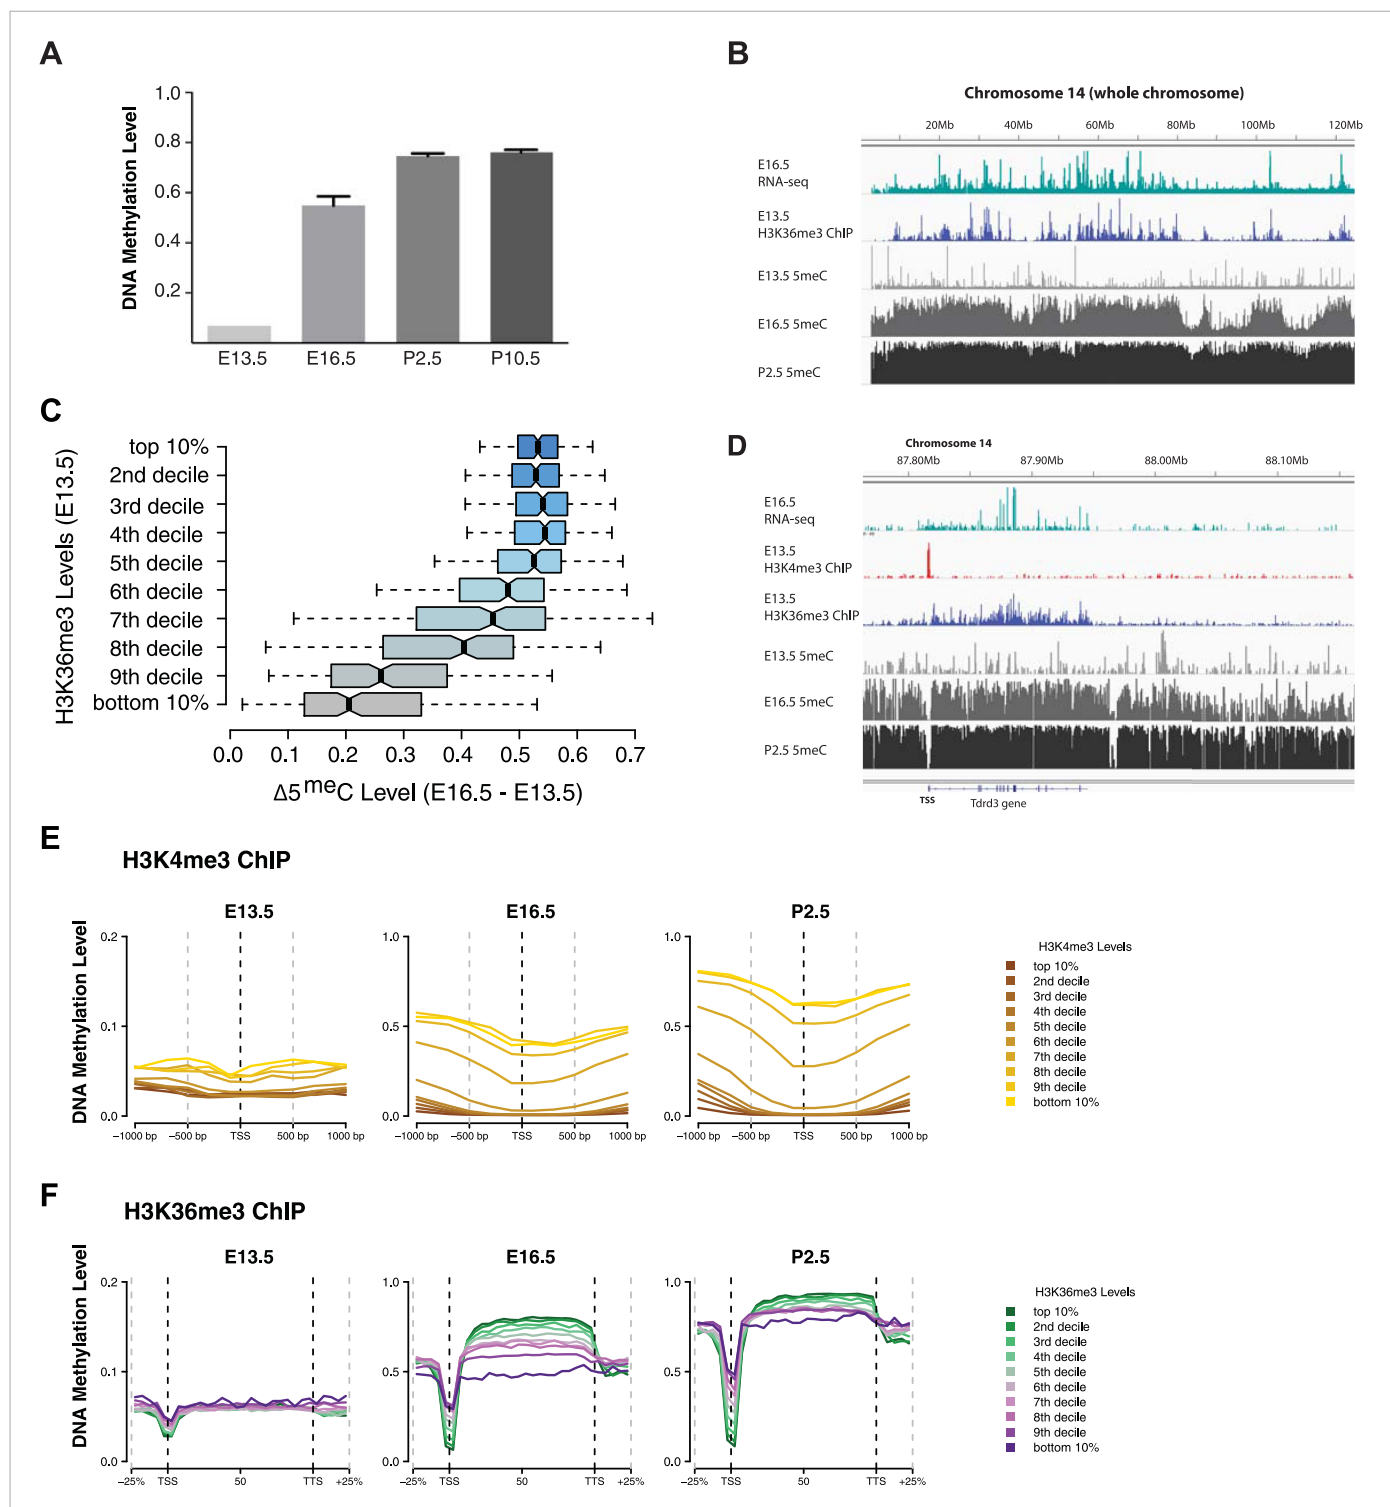 A
DNA Methylation Level
1.0
0.8
0.6
0.4
0.2
E13.5 E16.5 P2.5 P10.5
B
Chromosome 14 (whole chromosome)
20Mb 40Mb 60Mb 80Mb 100Mb 120Mb
E16.5
RNA-seq
E13.5
H3K36me3 ChIP
E13.5 5meC
E16.5 5meC
P2.5 5meC
C
H3K36me3 Levels (E13.5)
top 10%
2nd decile
3rd decile
4th decile
5th decile
6th decile
7th decile
8th decile
9th decile
bottom 10%
0.0 0.1 0.2 0.3 0.4 0.5 0.6 0.7
Δ5meC Level (E16.5 - E13.5)
D
Chromosome 14
87.80Mb 87.90Mb 88.00Mb 88.10Mb
E16.5
RNA-seq
E13.5
H3K4me3 ChIP
E13.5
H3K36me3 ChIP
E13.5 5meC
E16.5 5meC
P2.5 5meC
TSS Tdrd3 gene
E
H3K4me3 ChIP
DNA Methylation Level
E13.5
0.2
0.1
0.0
−1000 bp −500 bp TSS 500 bp 1000 bp
E16.5
1.0
0.5
0.0
−1000 bp −500 bp TSS 500 bp 1000 bp
P2.5
1.0
0.5
0.0
−1000 bp −500 bp TSS 500 bp 1000 bp
H3K4me3 Levels
top 10%
2nd decile
3rd decile
4th decile
5th decile
6th decile
7th decile
8th decile
9th decile
bottom 10%
F
H3K36me3 ChIP
DNA Methylation Level
E13.5
0.2
0.1
0.0
−25% TSS 50 TTS +25%
E16.5
1.0
0.5
0.0
−25% TSS 50 TTS +25%
P2.5
1.0
0.5
0.0
−25% TSS 50 TTS +25%
H3K36me3 Levels
top 10%
2nd decile
3rd decile
4th decile
5th decile
6th decile
7th decile
8th decile
9th decile
bottom 10%